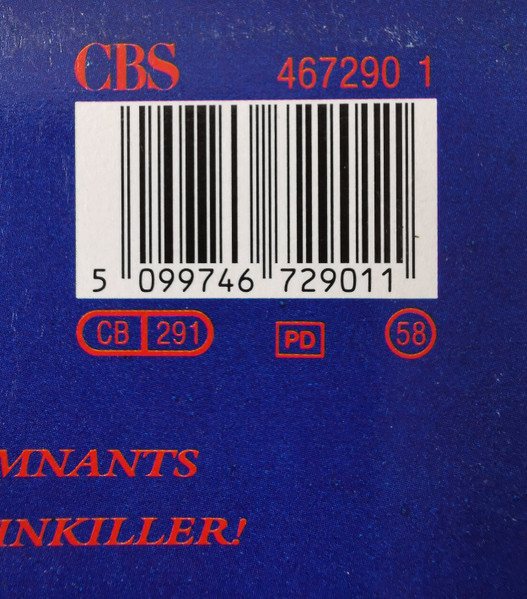 CBS 467290 1
5 099746 729011
CB 291 PD 58
MNANTS
INKILLER!